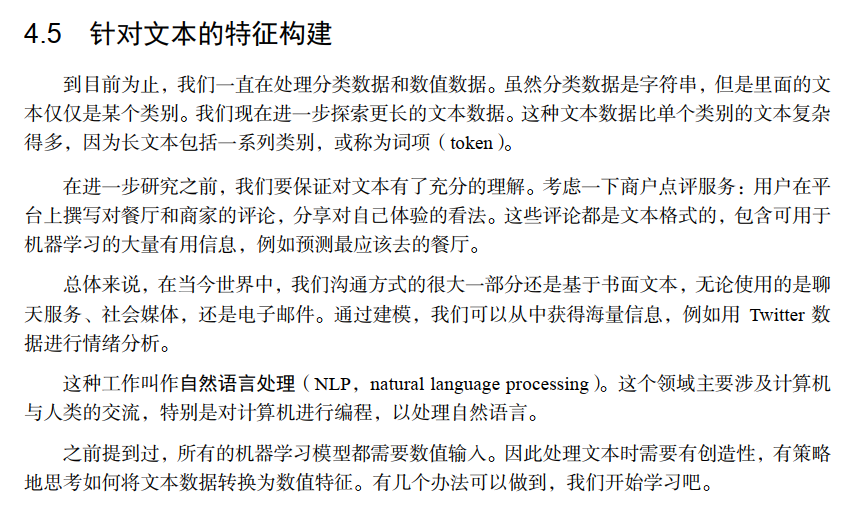 4.5 针对文本的特征构建
到目前为止，我们一直在处理分类数据和数值数据。虽然分类数据是字符串，但是里面的文
本仅仅是某个类别。我们现在进一步探索更长的文本数据。这种文本数据比单个类别的文本复杂
得多，因为长文本包括一系列类别，或称为词项（token）。
在进一步研究之前，我们要保证对文本有了充分的理解。考虑一下商户点评服务：用户在平
台上撰写对餐厅和商家的评论，分享对自己体验的看法。这些评论都是文本格式的，包含可用于
机器学习的大量有用信息，例如预测最应该去的餐厅。
总体来说，在当今世界中，我们沟通方式的很大一部分还是基于书面文本，无论使用的是聊
天服务、社会媒体，还是电子邮件。通过建模，我们可以从中获得海量信息，例如用 Twitter 数
据进行情绪分析。
这种工作叫作自然语言处理（NLP，natural language processing）。这个领域主要涉及计算机
与人类的交流，特别是对计算机进行编程，以处理自然语言。
之前提到过，所有的机器学习模型都需要数值输入。因此处理文本时需要有创造性，有策略
地思考如何将文本数据转换为数值特征。有几个办法可以做到，我们开始学习吧。